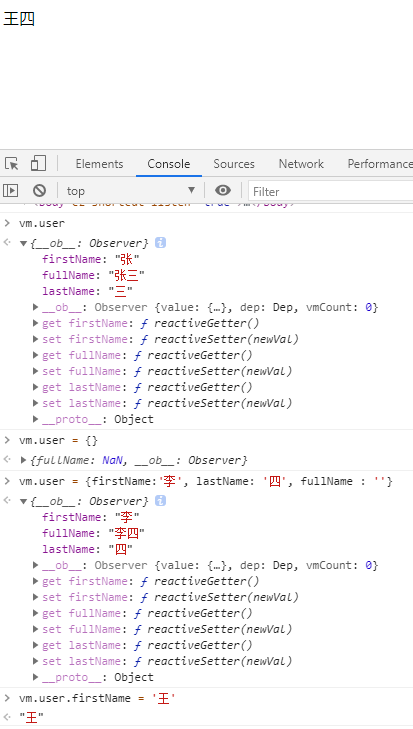 王四
Elements Console Sources Network Performance
top Filter
vm.user
{__ob__: Observer}
firstName: "张"
fullName: "张三"
lastName: "三"
__ob__: Observer {value: {…}, dep: Dep, vmCount: 0}
get firstName: ƒ reactiveGetter()
set firstName: ƒ reactiveSetter(newVal)
get fullName: ƒ reactiveGetter()
set fullName: ƒ reactiveSetter(newVal)
get lastName: ƒ reactiveGetter()
set lastName: ƒ reactiveSetter(newVal)
__proto__: Object
vm.user = {}
{fullName: NaN, __ob__: Observer}
vm.user = {firstName:'李', lastName: '四', fullName : ''}
{__ob__: Observer}
firstName: "李"
fullName: "李四"
lastName: "四"
__ob__: Observer {value: {…}, dep: Dep, vmCount: 0}
get firstName: ƒ reactiveGetter()
set firstName: ƒ reactiveSetter(newVal)
get fullName: ƒ reactiveGetter()
set fullName: ƒ reactiveSetter(newVal)
get lastName: ƒ reactiveGetter()
set lastName: ƒ reactiveSetter(newVal)
__proto__: Object
vm.user.firstName = '王'
"王"